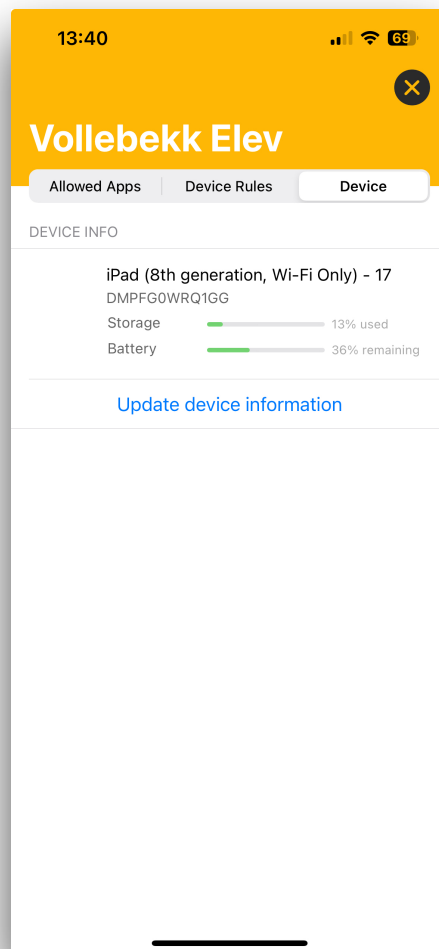 13:40
69
Vollebekk Elev
Allowed Apps
Device Rules
Device
DEVICE INFO
iPad (8th generation, Wi-Fi Only) - 17
DMPFG0WRQ1GG
Storage 13% used
Battery 36% remaining
Update device information